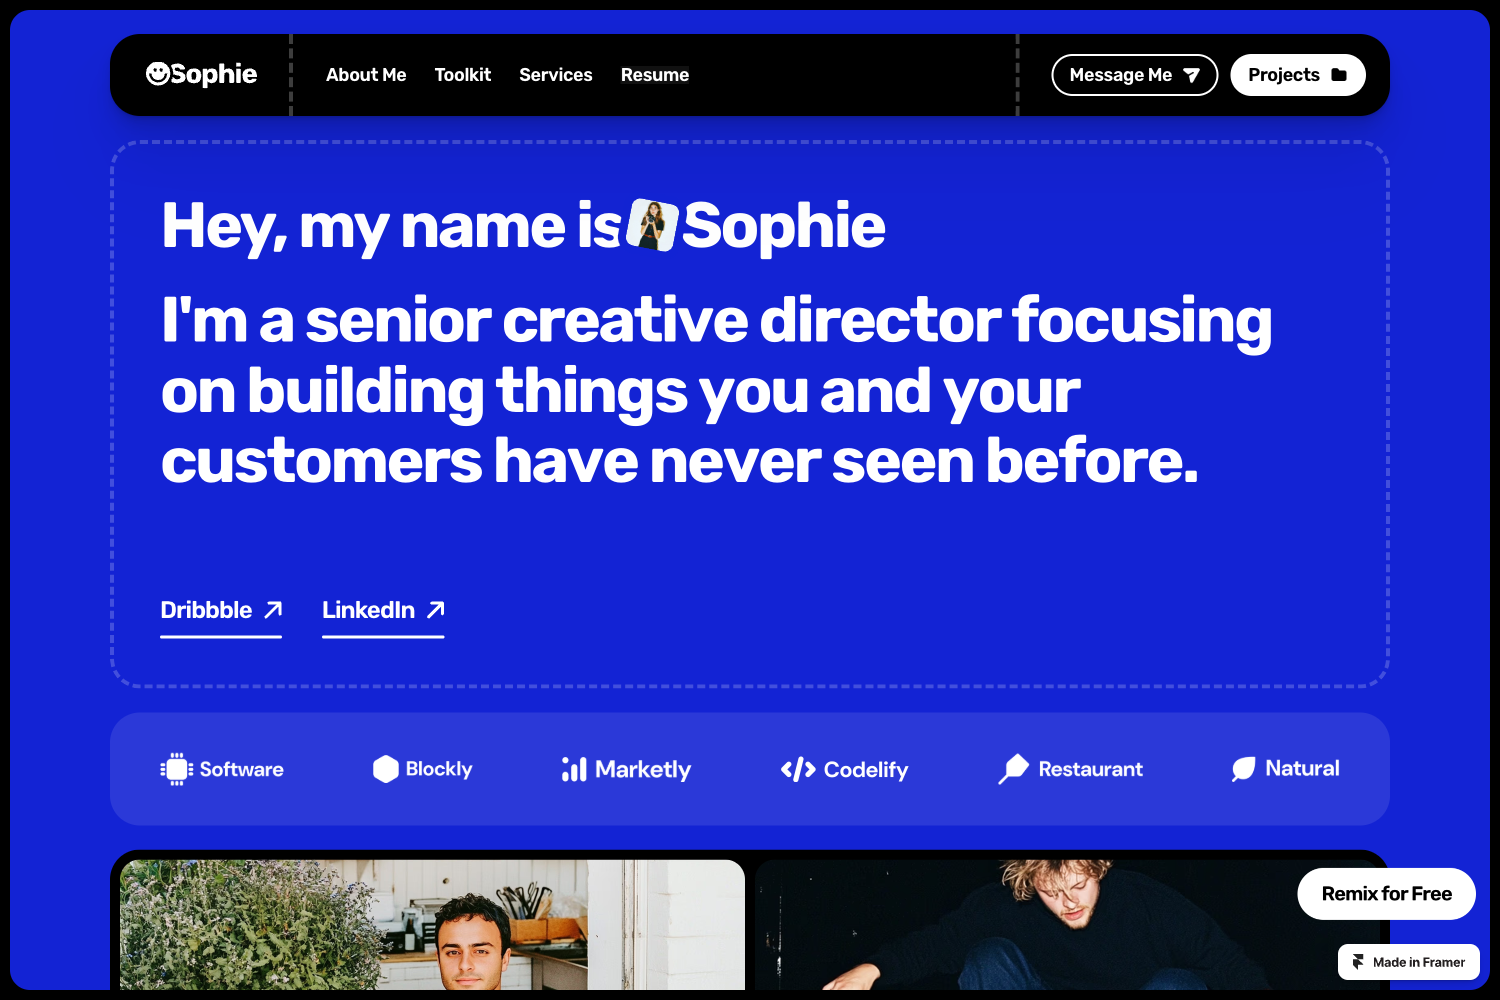 Sophie
About Me
Toolkit
Services
Resume
Message Me
Projects
Hey, my name is Sophie
I'm a senior creative director focusing
on building things you and your
customers have never seen before.
Dribbble
LinkedIn
Software
Blockly
Marketly
Codelify
Restaurant
Natural
Remix for Free
Made in Framer